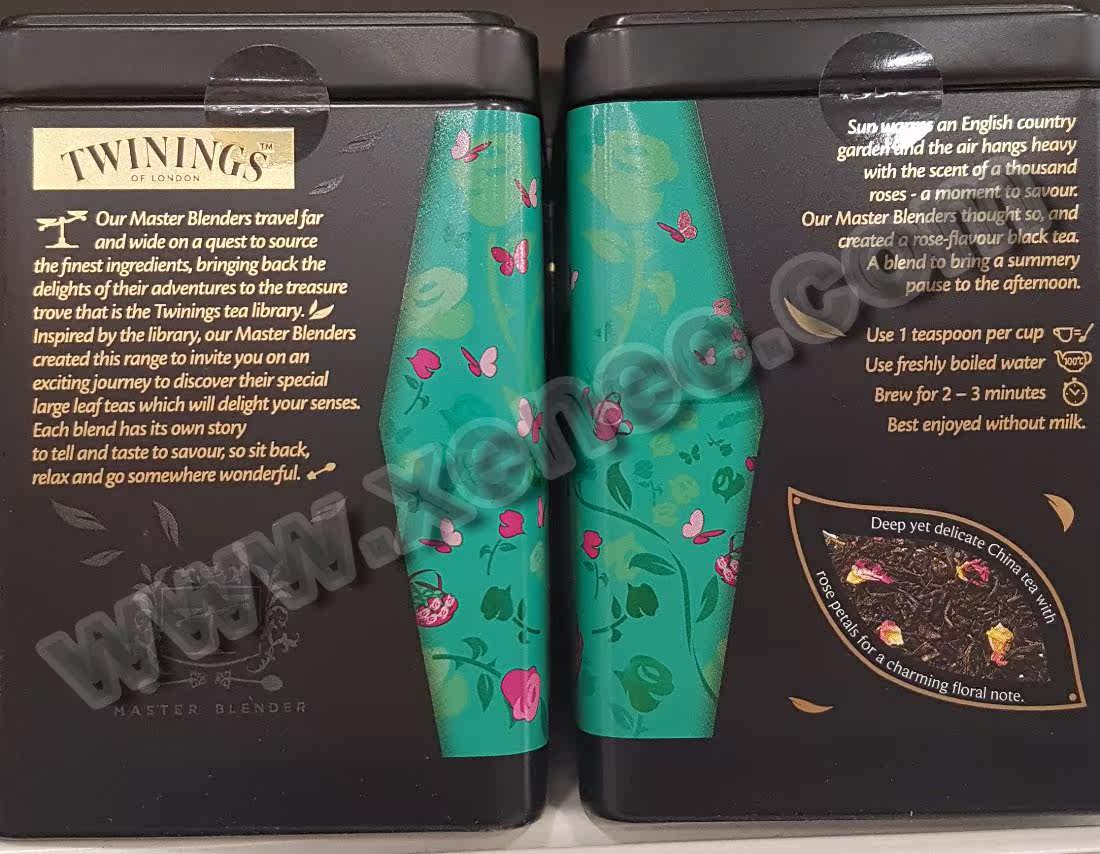 TWININGS™
OF LONDON
Our Master Blenders travel far
and wide on a quest to source
the finest ingredients, bringing back the
delights of their adventures to the treasure
trove that is the Twinings tea library.
Inspired by the library, our Master Blenders
created this range to invite you on an
exciting journey to discover their special
large leaf teas which will delight your senses.
Each blend has its own story
to tell and taste to savour, so sit back,
relax and go somewhere wonderful.
MASTER BLENDER
Sun warms an English country
garden and the air hangs heavy
with the scent of a thousand
roses - a moment to savour.
Our Master Blenders thought so, and
created a rose-flavour black tea.
A blend to bring a summery
pause to the afternoon.
Use 1 teaspoon per cup
Use freshly boiled water 100°C
Brew for 2 – 3 minutes
Best enjoyed without milk.
Deep yet delicate China tea with
rose petals for a charming floral note.
www.xenec.com